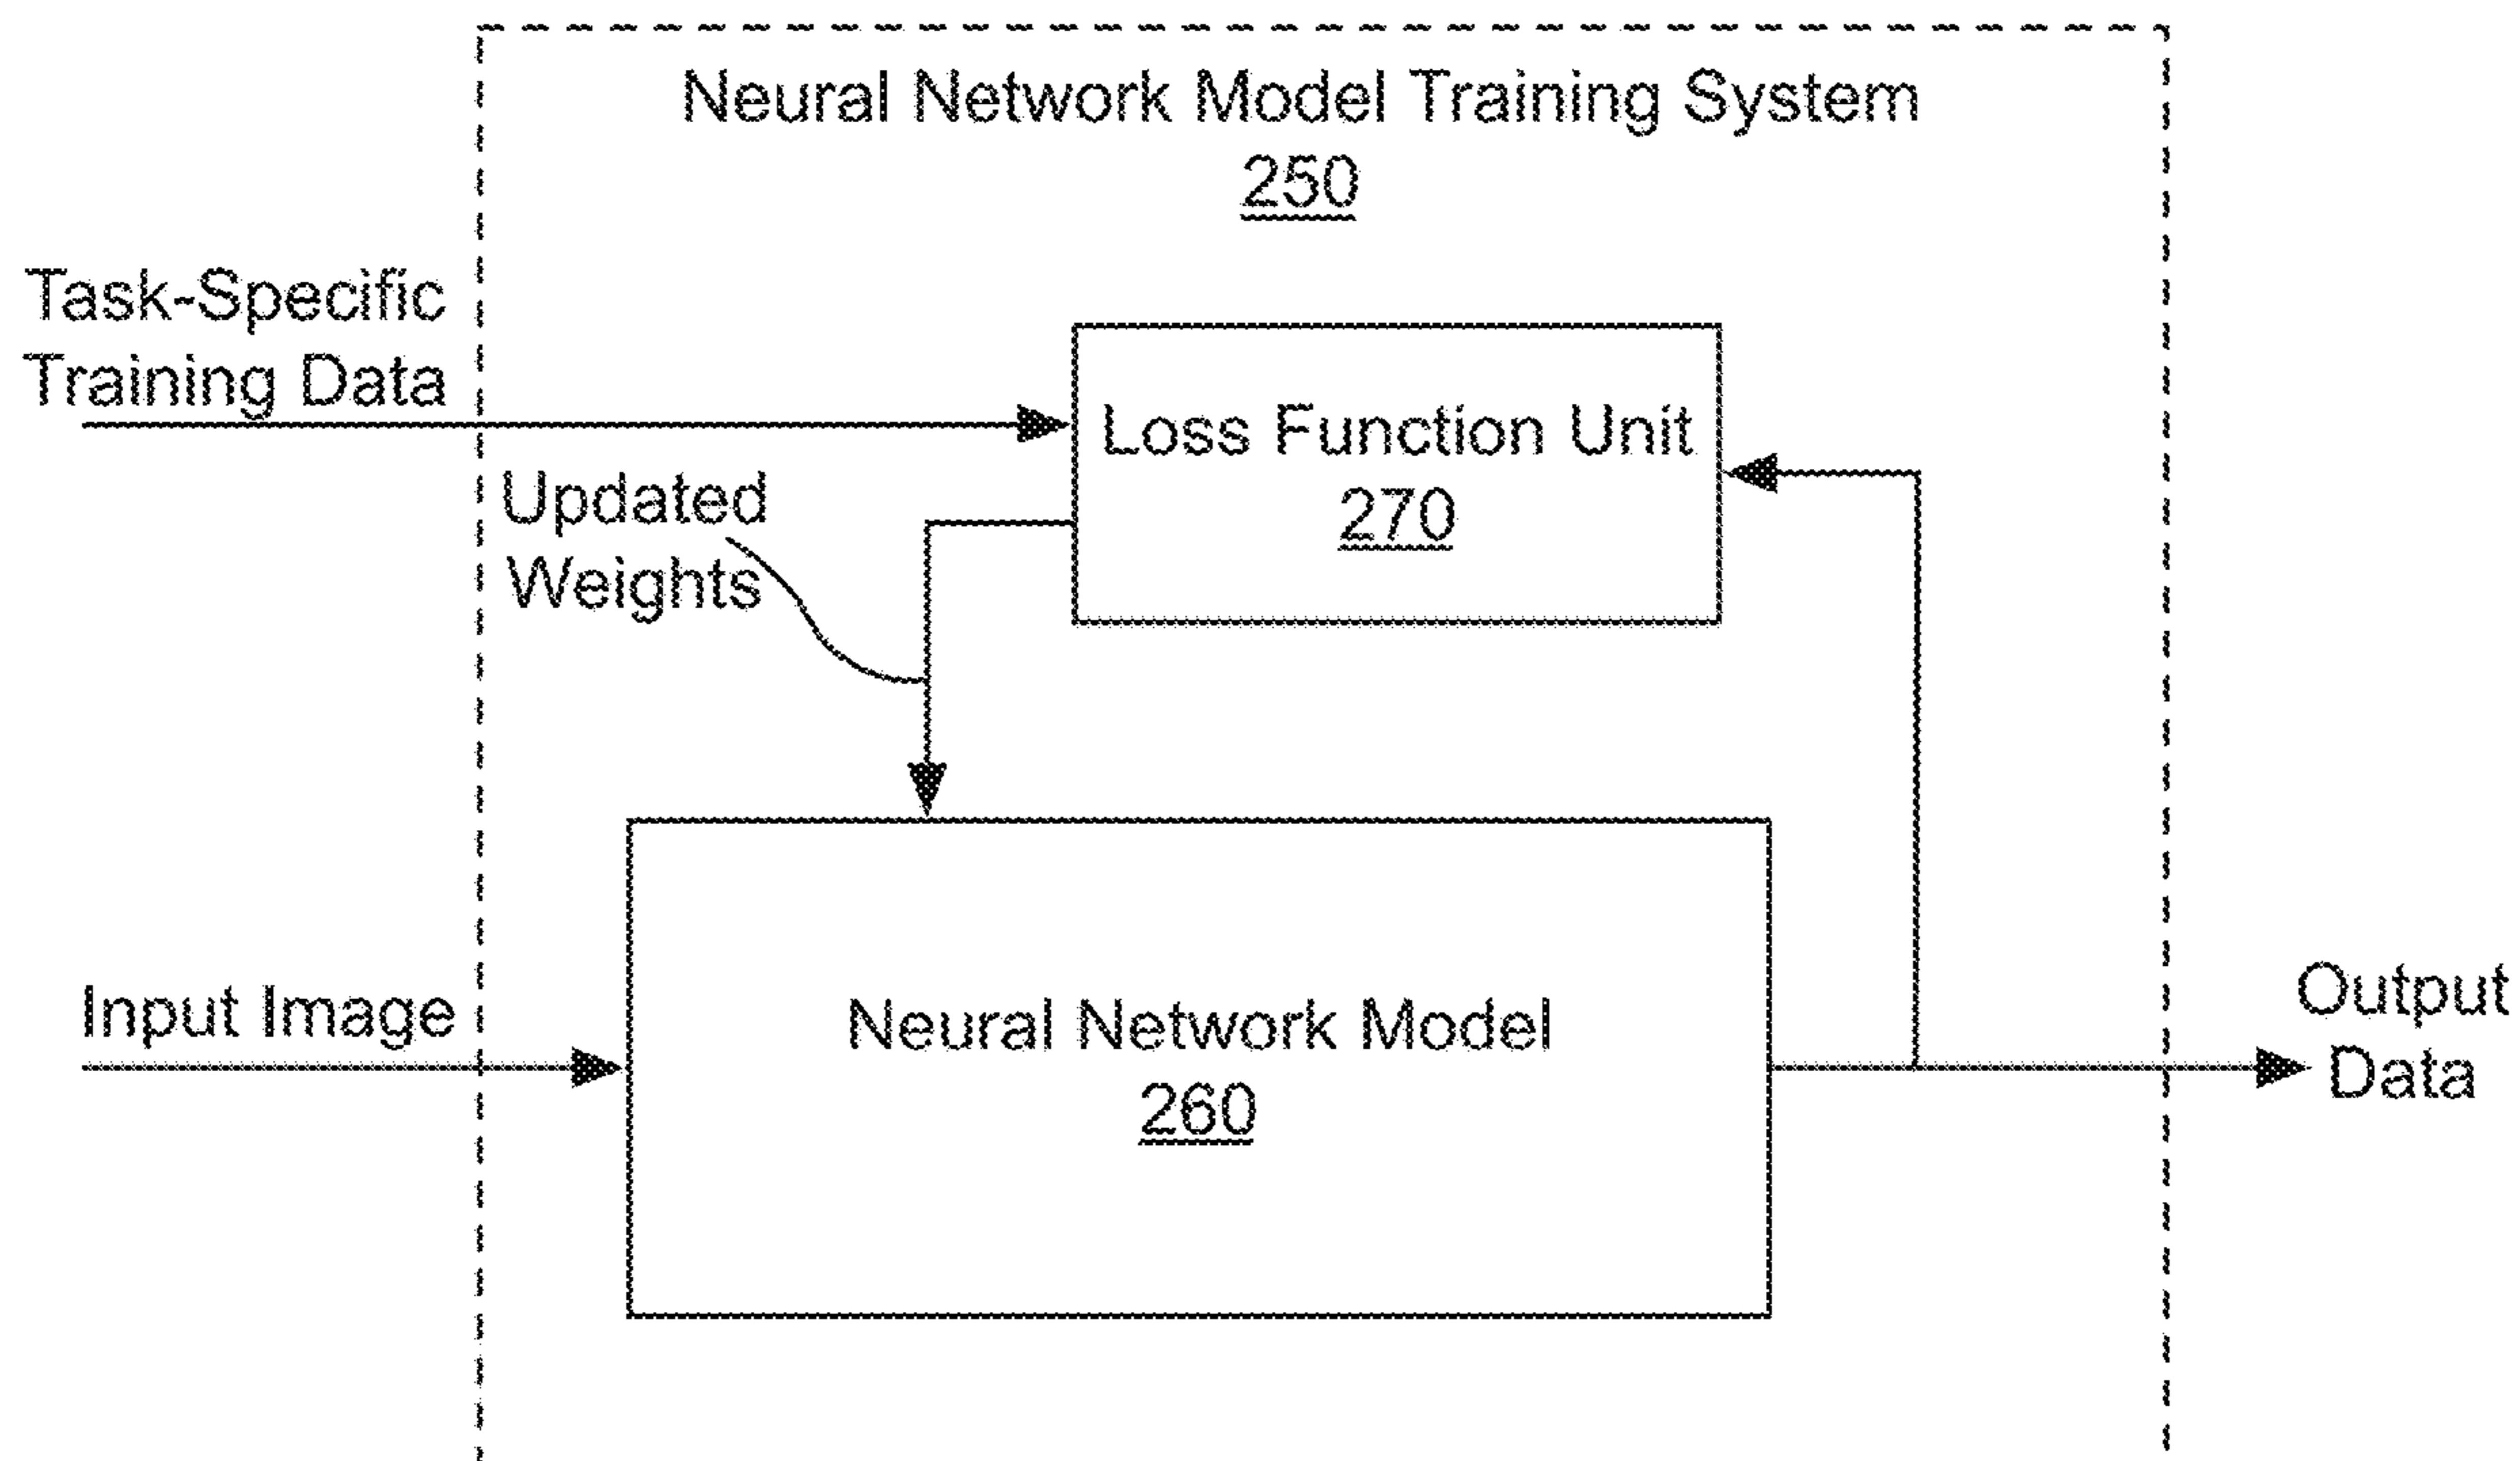 Neural Network Model Training System
250
Task-Specific
Training Data
Loss Function Unit
270
Updated
Weights
Input Image
Neural Network Model
260
Output
Data